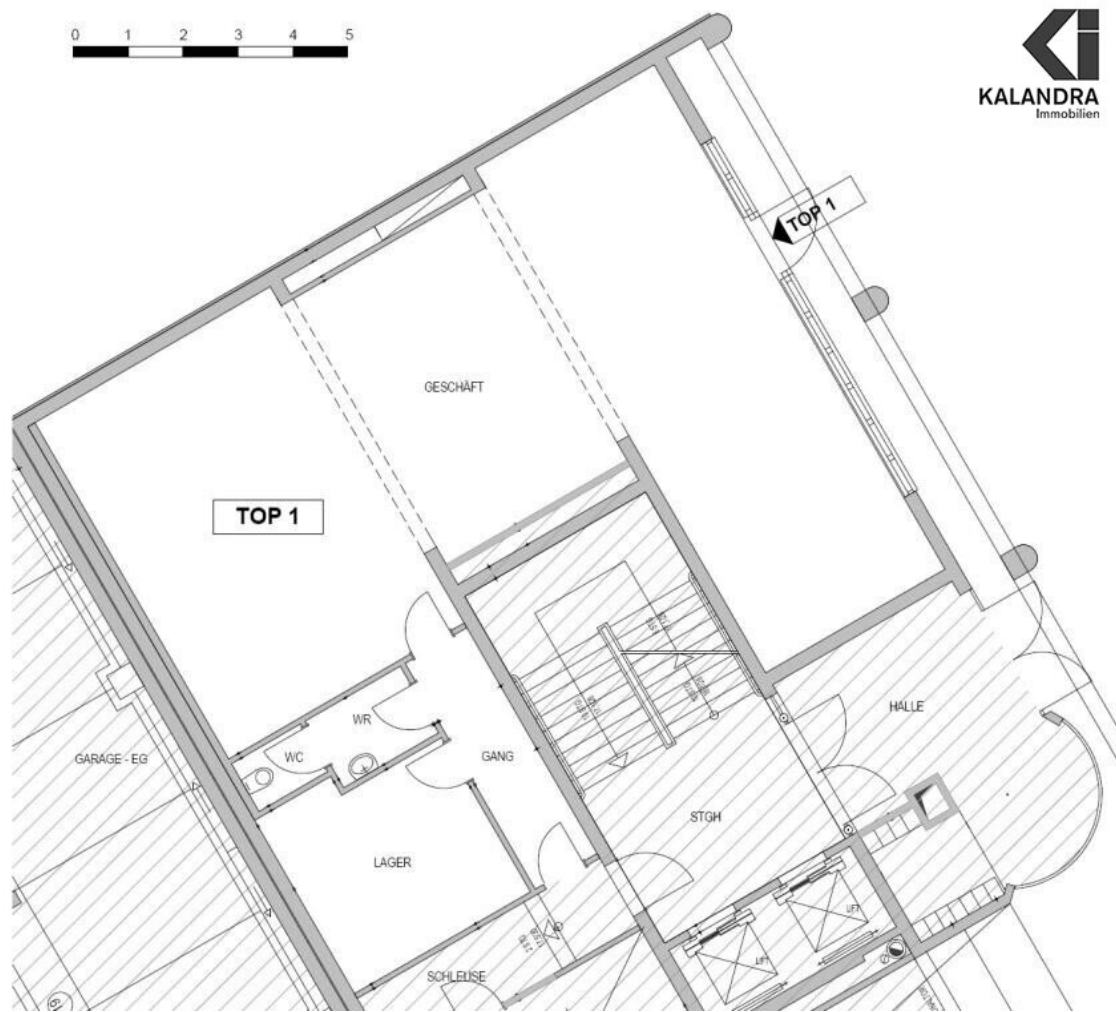 0 1 2 3 4 5
KALANDRA
Immobilien
TOP 1
GESCHÄFT
TOP 1
WR
WC
GANG
HALLE
GARAGE - EG
STGH
LAGER
LIFT
LIFT
SCHLEUSE
19